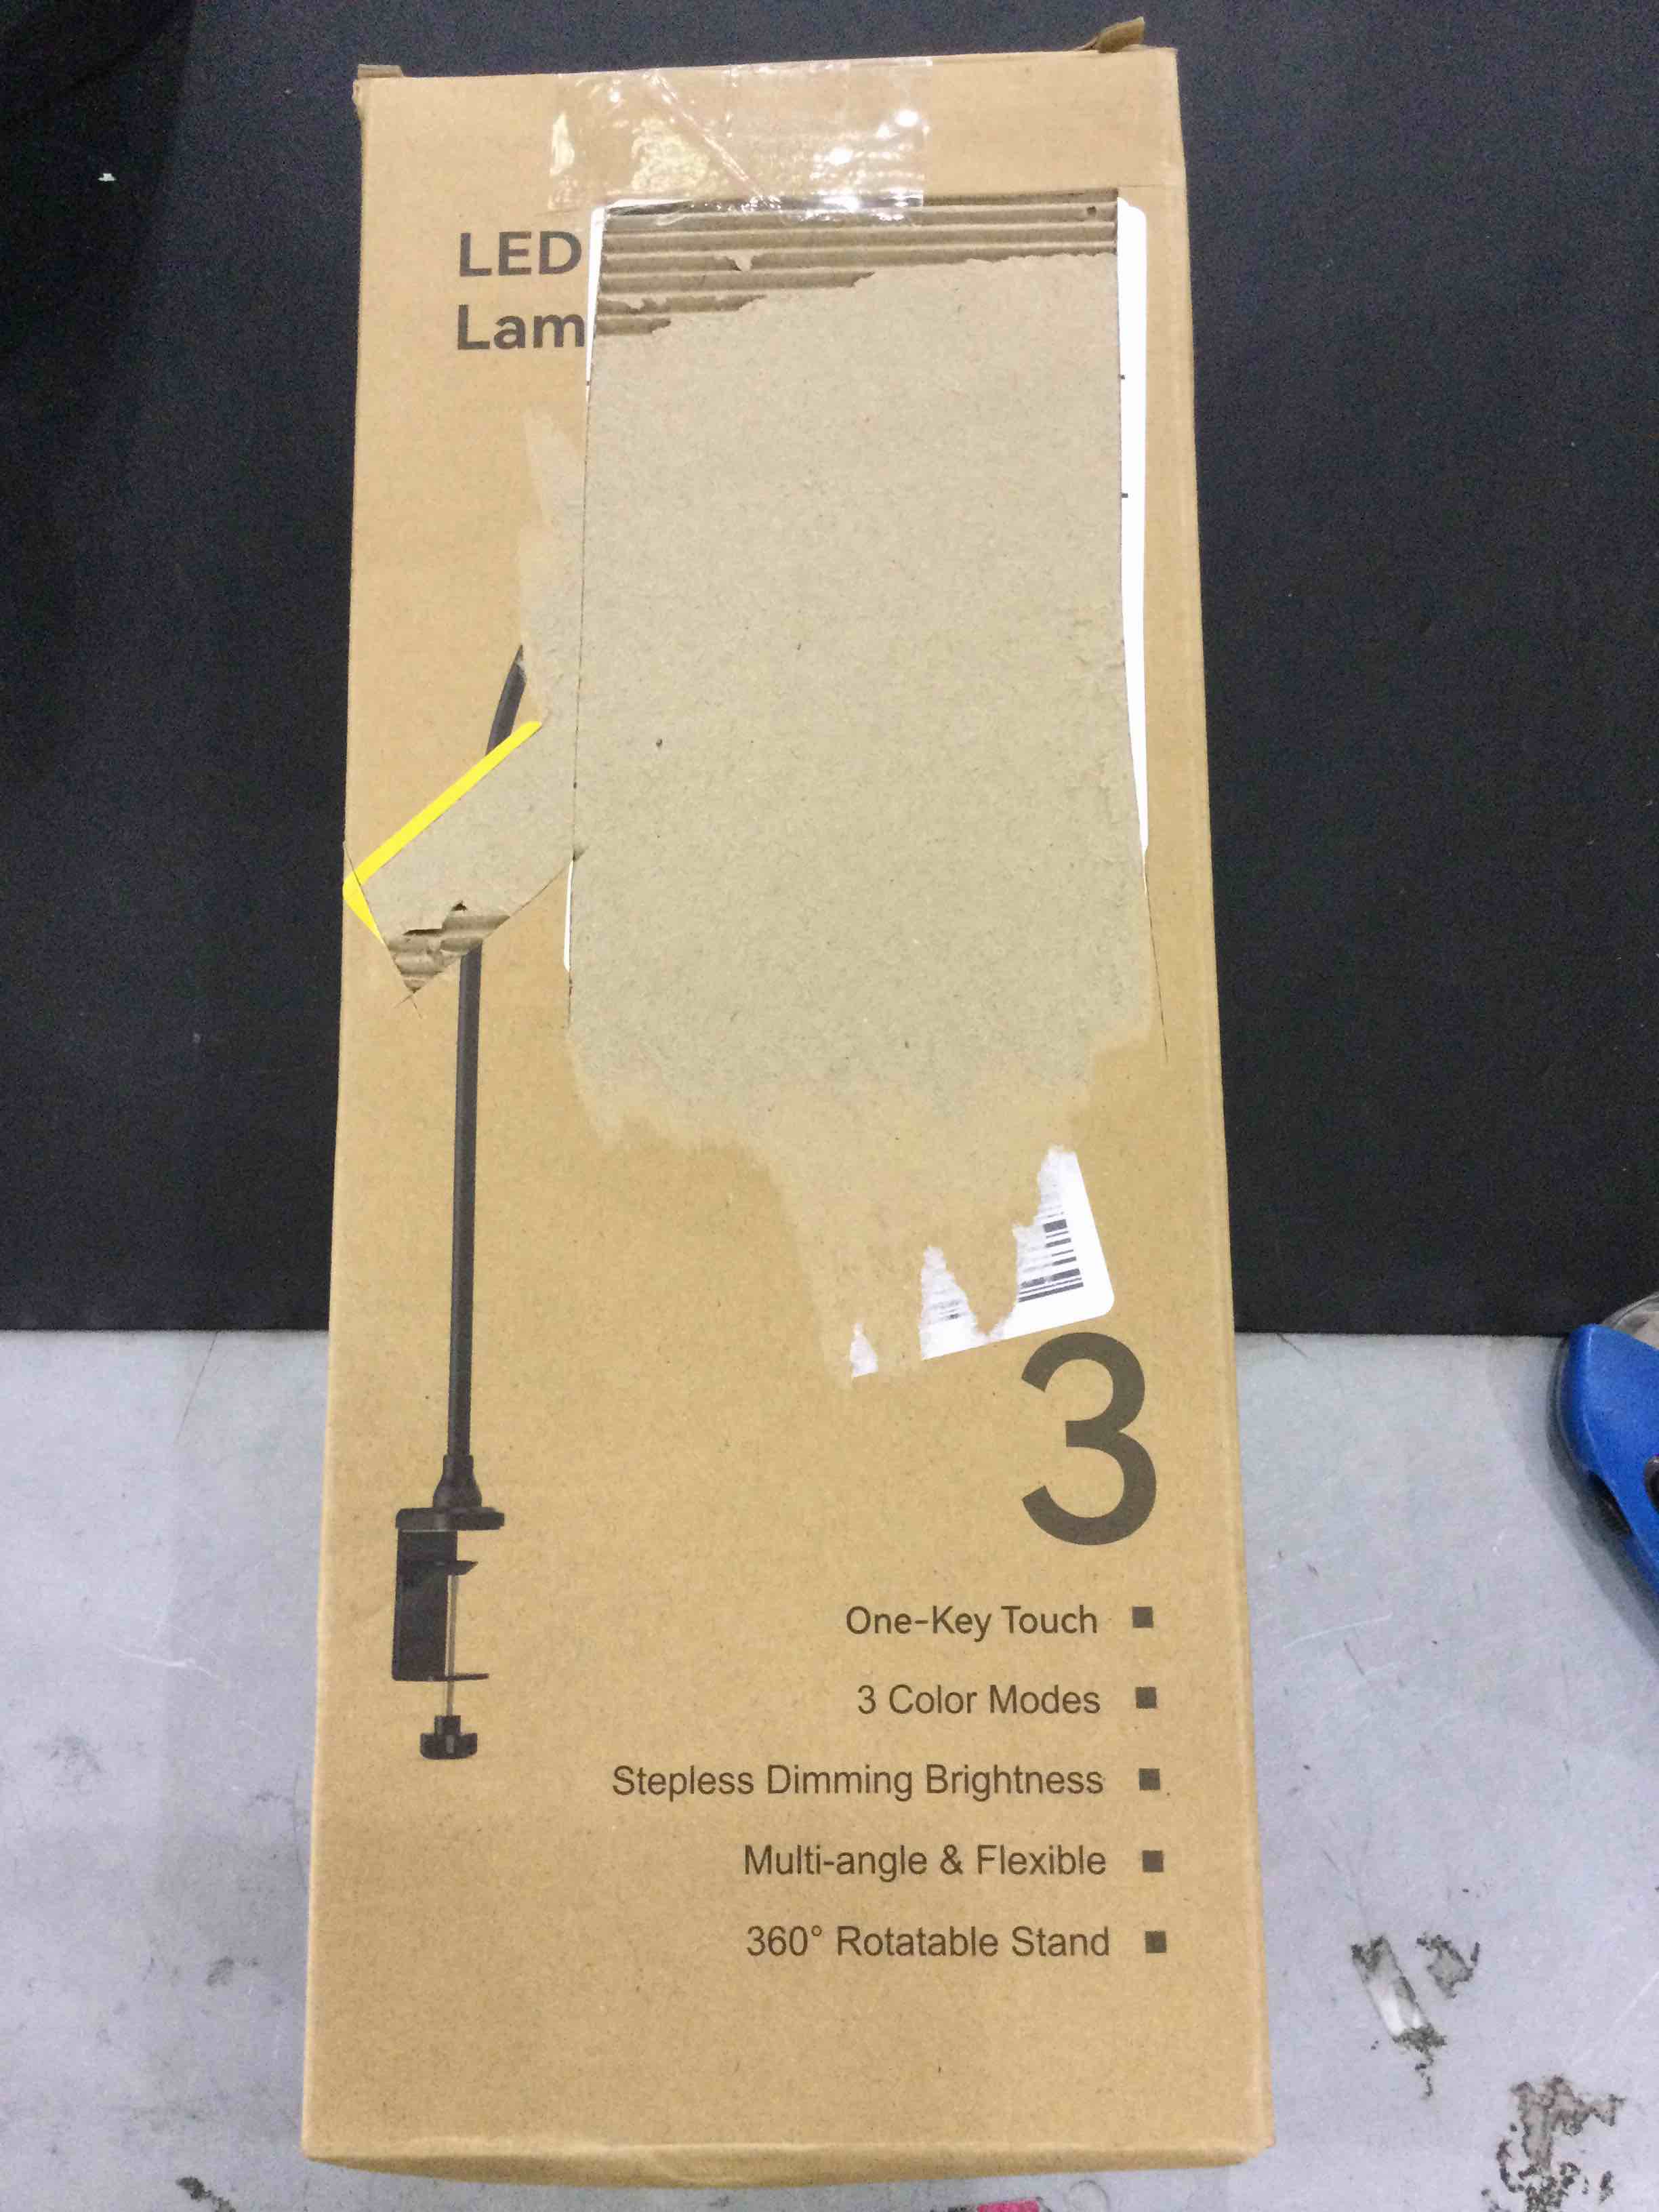 LED
Lam
3
One-Key Touch
3 Color Modes
Stepless Dimming Brightness
Multi-angle & Flexible
360° Rotatable Stand